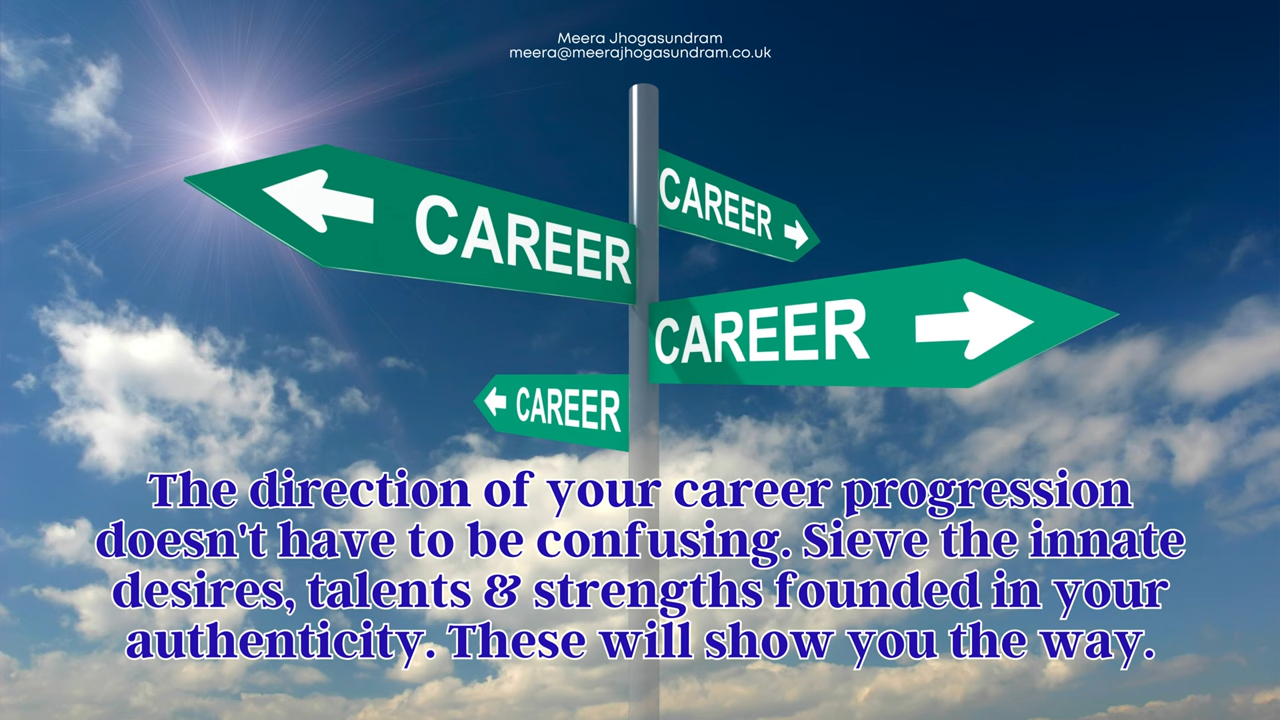 Meera Jhogasundram
meera@meerajhogasundram.co.uk
CAREER
CAREER
CAREER
CAREER
The direction of your career progression
doesn't have to be confusing. Sieve the innate
desires, talents & strengths founded in your
authenticity. These will show you the way.